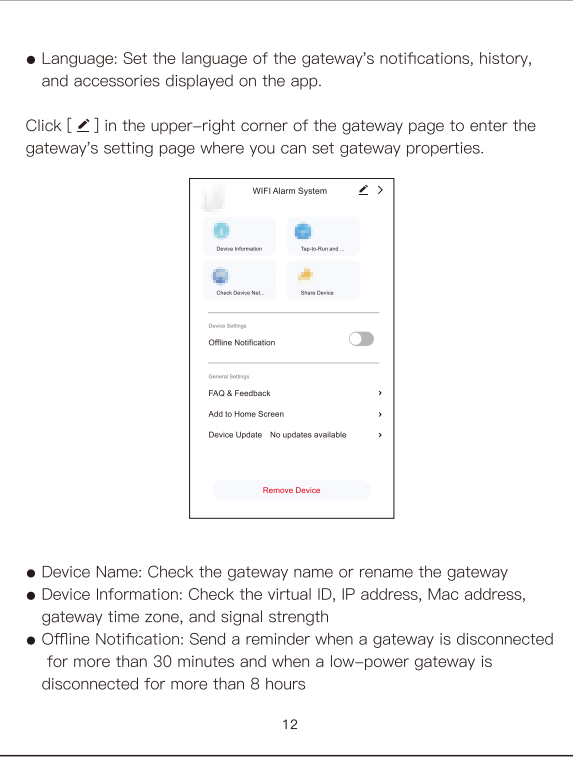 ● Language: Set the language of the gateway's notifications, history,
and accessories displayed on the app.
Click [ ] in the upper-right corner of the gateway page to enter the
gateway's setting page where you can set gateway properties.
WIFI Alarm System
Device Information
Tap-to-Run and ...
Check Device Net...
Share Device
Device Settings
Offline Notification
General Settings
FAQ & Feedback
Add to Home Screen
Device Update No updates available
Remove Device
● Device Name: Check the gateway name or rename the gateway
● Device Information: Check the virtual ID, IP address, Mac address,
gateway time zone, and signal strength
● Offline Notification: Send a reminder when a gateway is disconnected
for more than 30 minutes and when a low-power gateway is
disconnected for more than 8 hours
12